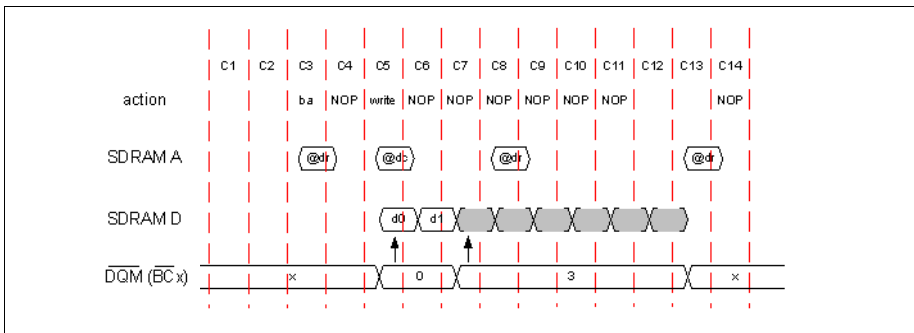 C1 C2 C3 C4 C5 C6 C7 C8 C9 C10 C11 C12 C13 C14
action ba NOP write NOP NOP NOP NOP NOP NOP NOP
SDRAM A @dr @dc @dr @dr
SDRAM D d0 d1
DQM (BCx) x 0 3 x